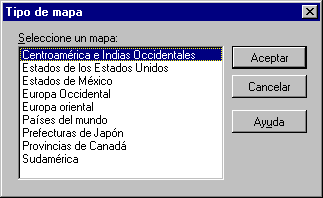 Tipo de mapa
Seleccione un mapa:
Centroamérica e Indias Occidentales
Estados de los Estados Unidos
Estados de México
Europa Occidental
Europa oriental
Países del mundo
Prefecturas de Japón
Provincias de Canadá
Sudamérica
Aceptar
Cancelar
Ayuda